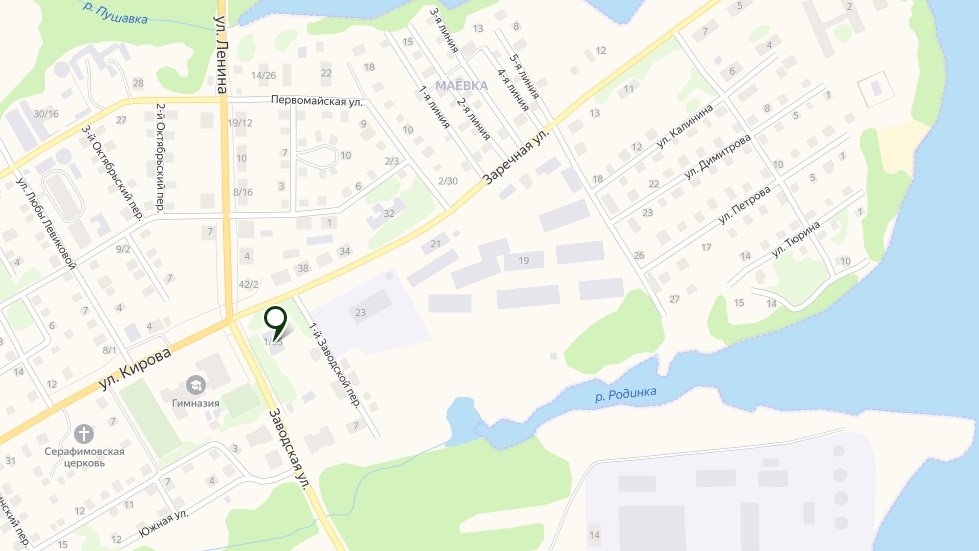 р. Пушавка
ул. Ленина
3-я линия
15
13
8
5-я линия
12
5
7
6
28
14/26
22
18
МАЁВКА
4-я линия
11
30/16
27
2-й Октябрьский пер.
Первомайская ул.
1-я линия
2-я линия
8
1
19/12
9
10
Заречная ул.
ул. Калинина
5
3-й Октябрьский пер.
7
10
2/3
12
ул. Димитрова
1
ул. Любы Левиковой
8/16
3
6
2/30
18
22
5
32
23
ул. Петрова
1
7
1
21
17
ул. Тюрина
4
9/2
4
38
34
19
26
14
10
7
42/2
27
15
14
6
4
23
1/25
1-й Заводской пер.
8/1
14
12
ул. Кирова
Гимназия
р. Родинка
Заводская ул.
7
Серафимовская
церковь
3
31
4
7
12
11
Южная ул.
15
14